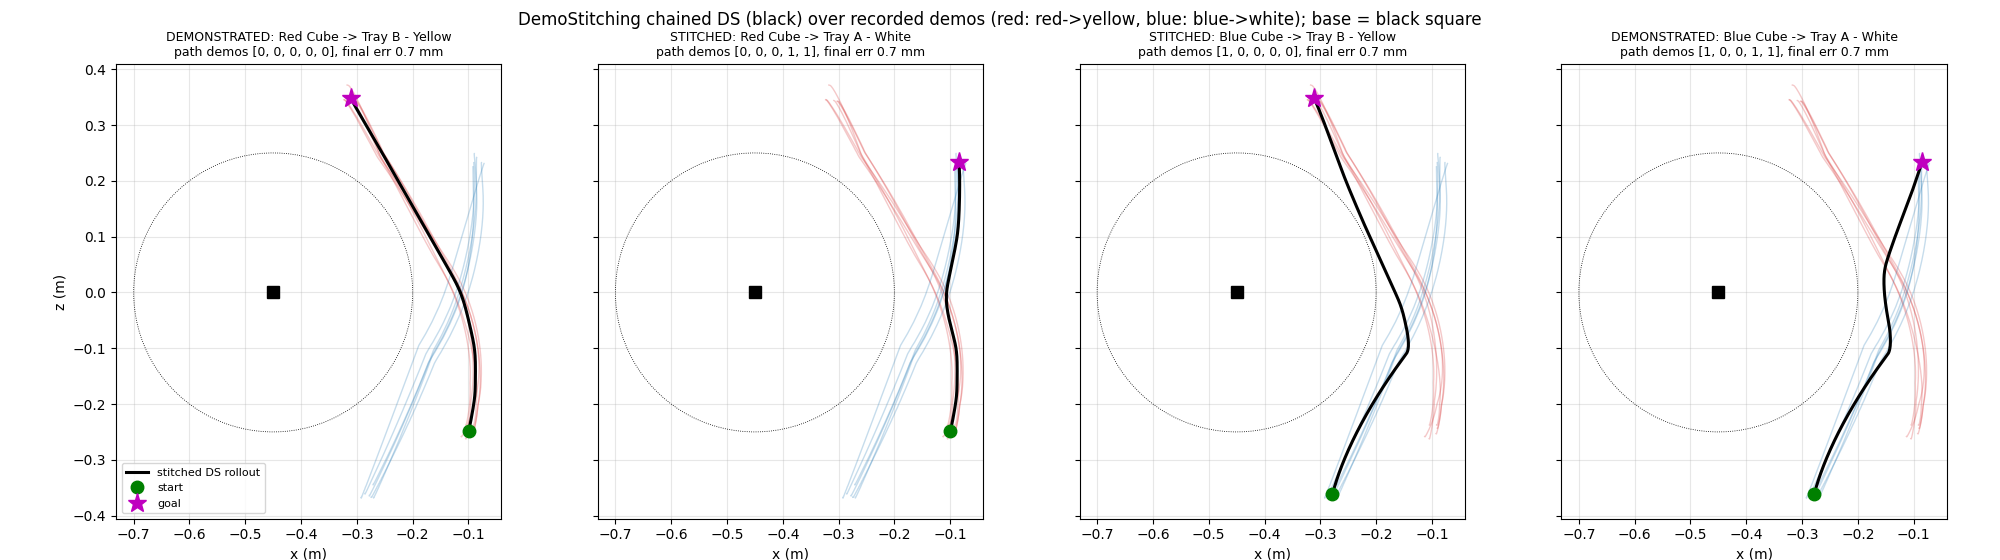 DemoStitching chained DS (black) over recorded demos (red: red->yellow, blue: blue->white); base = black square
DEMONSTRATED: Red Cube -> Tray B - Yellow
path demos [0, 0, 0, 0, 0], final err 0.7 mm
STITCHED: Red Cube -> Tray A - White
path demos [0, 0, 0, 1, 1], final err 0.7 mm
STITCHED: Blue Cube -> Tray B - Yellow
path demos [1, 0, 0, 0, 0], final err 0.7 mm
DEMONSTRATED: Blue Cube -> Tray A - White
path demos [1, 0, 0, 1, 1], final err 0.7 mm
0.4
0.3
0.2
0.1
0.0
−0.1
−0.2
−0.3
−0.4
z (m)
stitched DS rollout
start
goal
−0.7 −0.6 −0.5 −0.4 −0.3 −0.2 −0.1
x (m)
−0.7 −0.6 −0.5 −0.4 −0.3 −0.2 −0.1
x (m)
−0.7 −0.6 −0.5 −0.4 −0.3 −0.2 −0.1
x (m)
−0.7 −0.6 −0.5 −0.4 −0.3 −0.2 −0.1
x (m)